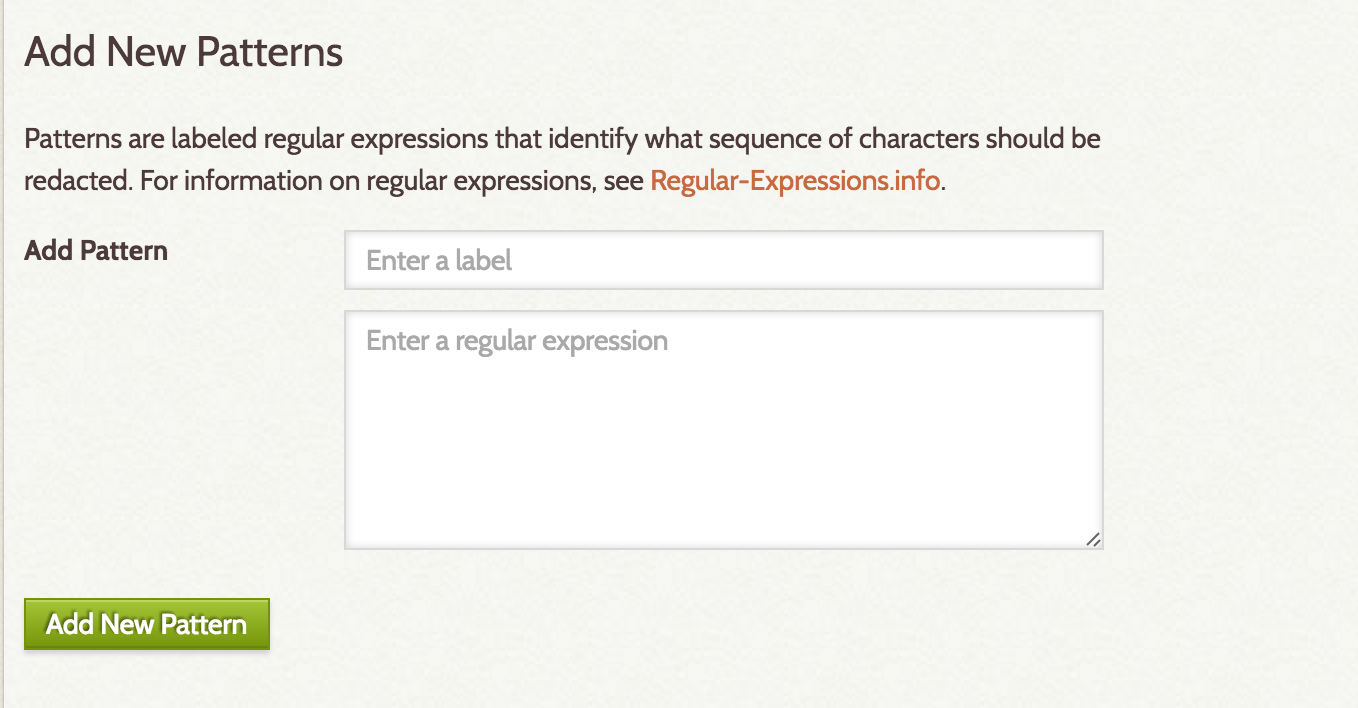 Add New Patterns
Patterns are labeled regular expressions that identify what sequence of characters should be
redacted. For information on regular expressions, see Regular-Expressions.info.
Add Pattern
Enter a label
Enter a regular expression
Add New Pattern